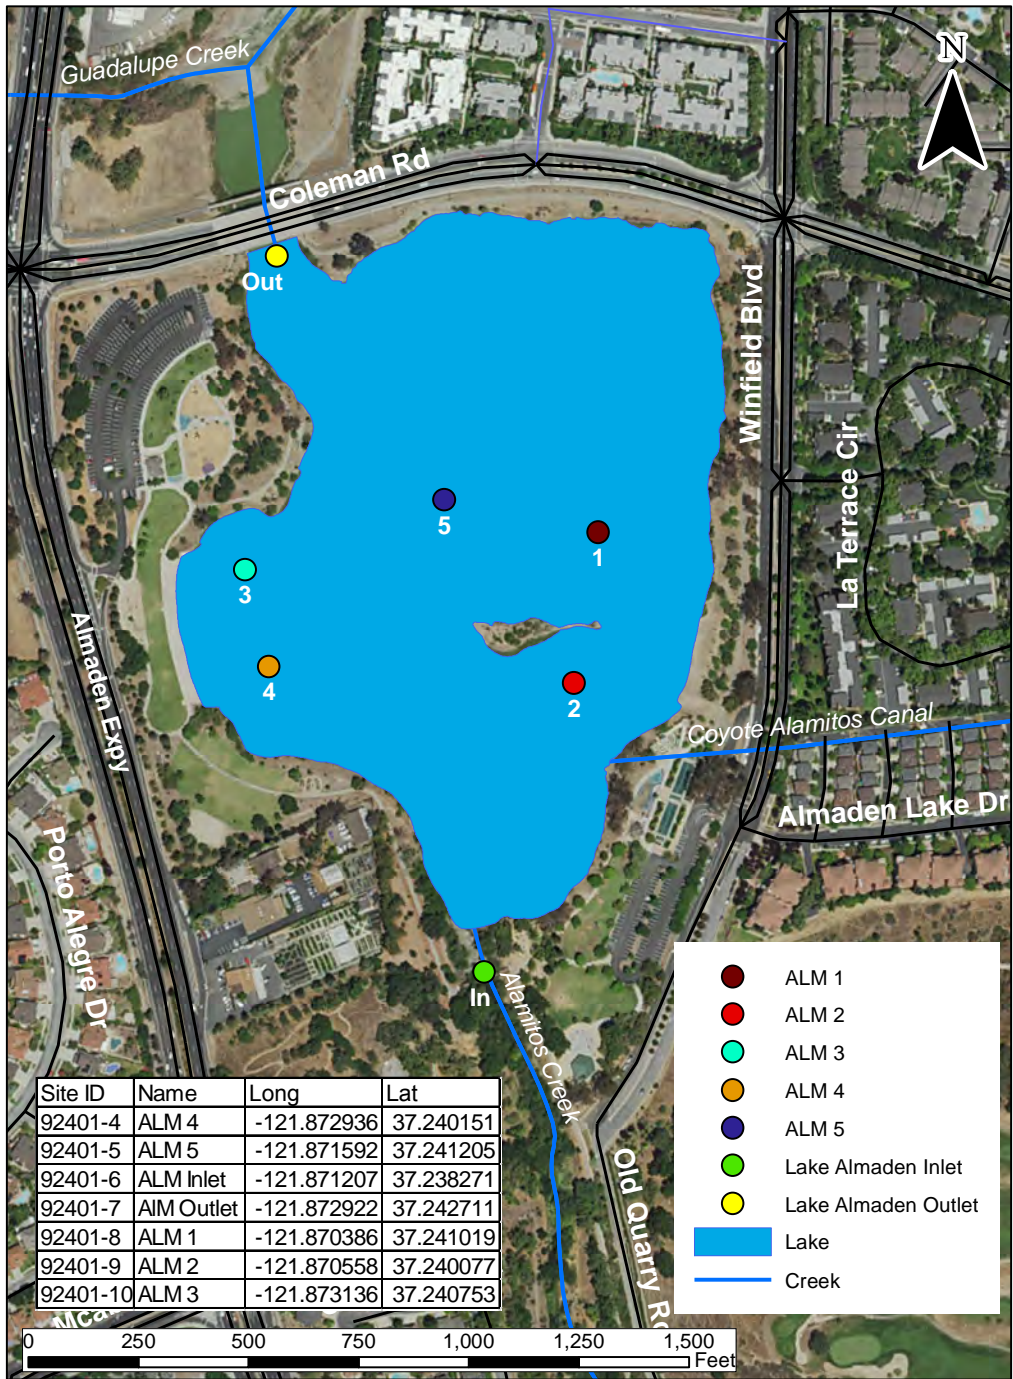 N
Guadalupe Creek
Coleman Rd
Out
Winfield Blvd
La Terrace Cir
5
1
3
4
2
Almaden Expy
Coyote Alamitos Canal
Almaden Lake Dr
Porto Alegre Dr
In
Alamitos Creek
Old Quarry Rd
ALM 1
ALM 2
ALM 3
ALM 4
ALM 5
Lake Almaden Inlet
Lake Almaden Outlet
Lake
Creek
Site ID Name Long Lat
92401-4 ALM 4 -121.872936 37.240151
92401-5 ALM 5 -121.871592 37.241205
92401-6 ALM Inlet -121.871207 37.238271
92401-7 AlM Outlet -121.872922 37.242711
92401-8 ALM 1 -121.870386 37.241019
92401-9 ALM 2 -121.870558 37.240077
92401-10 ALM 3 -121.873136 37.240753
0 250 500 750 1,000 1,250 1,500
Feet